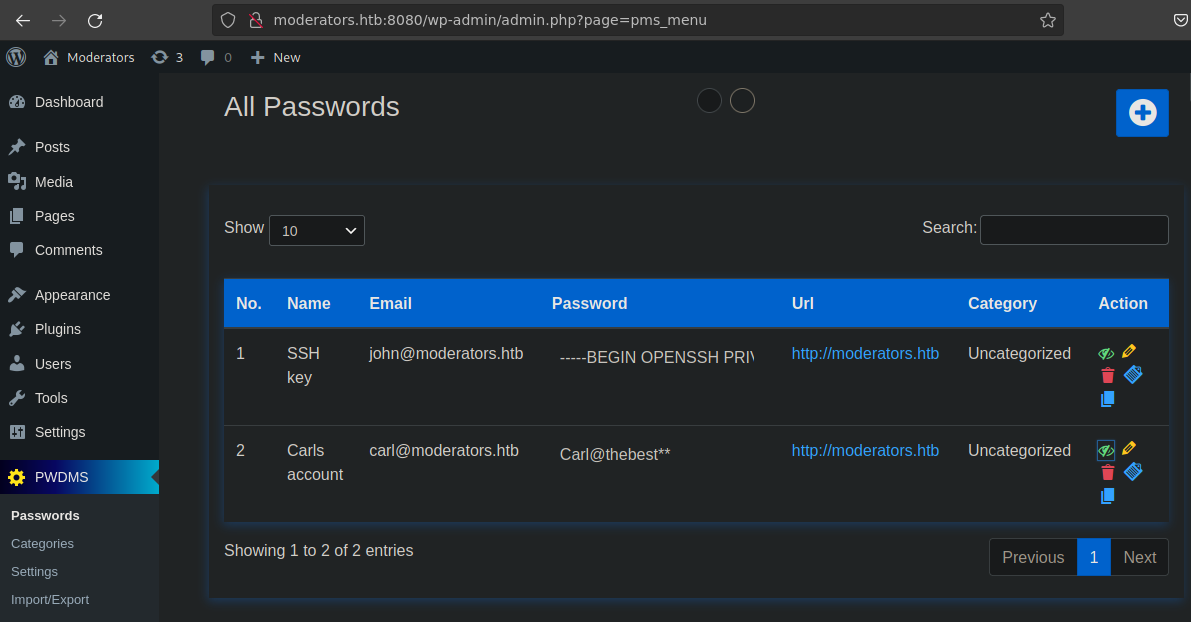 moderators.htb:8080/wp-admin/admin.php?page=pms_menu
Moderators 3 0 New
Dashboard
Posts
Media
Pages
Comments
Appearance
Plugins
Users
Tools
Settings
PWDMS
Passwords
Categories
Settings
Import/Export
All Passwords
Show 10 Search:
No. Name Email Password Url Category Action
1 SSH key john@moderators.htb -----BEGIN OPENSSH PRIV http://moderators.htb Uncategorized
2 Carls account carl@moderators.htb Carl@thebest** http://moderators.htb Uncategorized
Showing 1 to 2 of 2 entries
Previous 1 Next